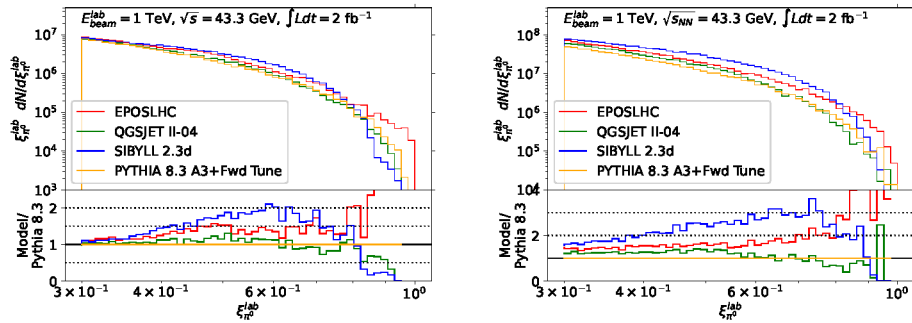 E_beam^lab = 1 TeV, √s = 43.3 GeV, ∫Ldt = 2 fb⁻¹
10⁷
10⁶
10⁵
10⁴
10³
ξ_π⁰^lab dN/dξ_π⁰^lab
EPOSLHC
QGSJET II-04
SIBYLL 2.3d
PYTHIA 8.3 A3+Fwd Tune
2
1
0
Model/
Pythia 8.3
3 × 10⁻¹
4 × 10⁻¹
6 × 10⁻¹
10⁰
ξ_π⁰^lab
E_beam^lab = 1 TeV, √s_NN = 43.3 GeV, ∫Ldt = 2 fb⁻¹
10⁸
10⁷
10⁶
10⁵
10⁴
ξ_π⁰^lab dN/dξ_π⁰^lab
EPOSLHC
QGSJET II-04
SIBYLL 2.3d
PYTHIA 8.3 A3+Fwd Tune
4
2
0
Model/
Pythia 8.3
3 × 10⁻¹
4 × 10⁻¹
6 × 10⁻¹
10⁰
ξ_π⁰^lab